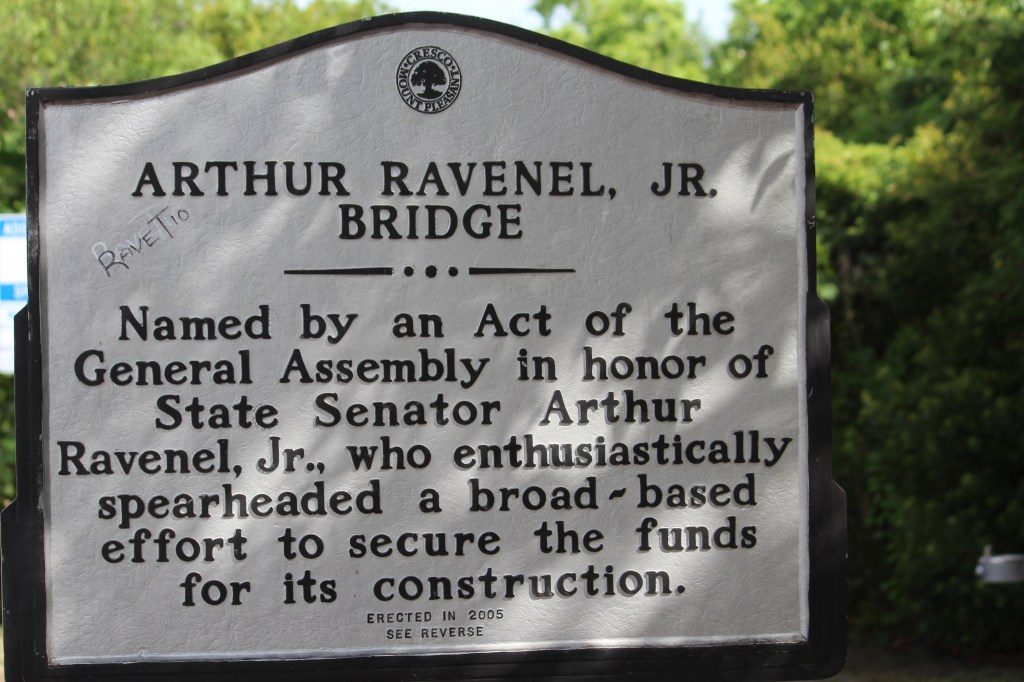 CRESCO
MOUNT PLEASANT
ARTHUR RAVENEL, JR.
BRIDGE
Named by an Act of the
General Assembly in honor of
State Senator Arthur
Ravenel, Jr., who enthusiastically
spearheaded a broad-based
effort to secure the funds
for its construction.
ERECTED IN 2005
SEE REVERSE